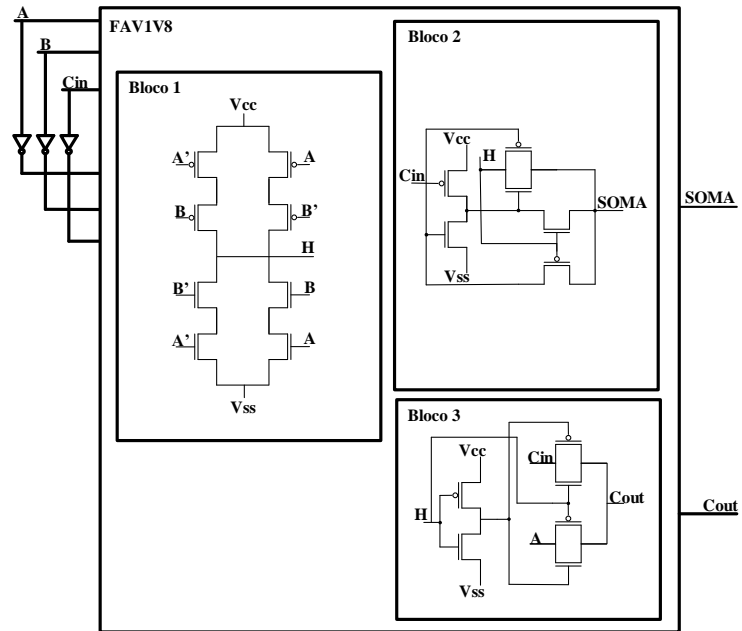 A
FAV1V8
B
Cin
Bloco 1
Vcc
A' A
B B'
H
B' B
A' A
Vss
Bloco 2
Vcc
H
Cin
SOMA
Vss
SOMA
Bloco 3
Vcc
Cin
H
Cout
A
Vss
Cout